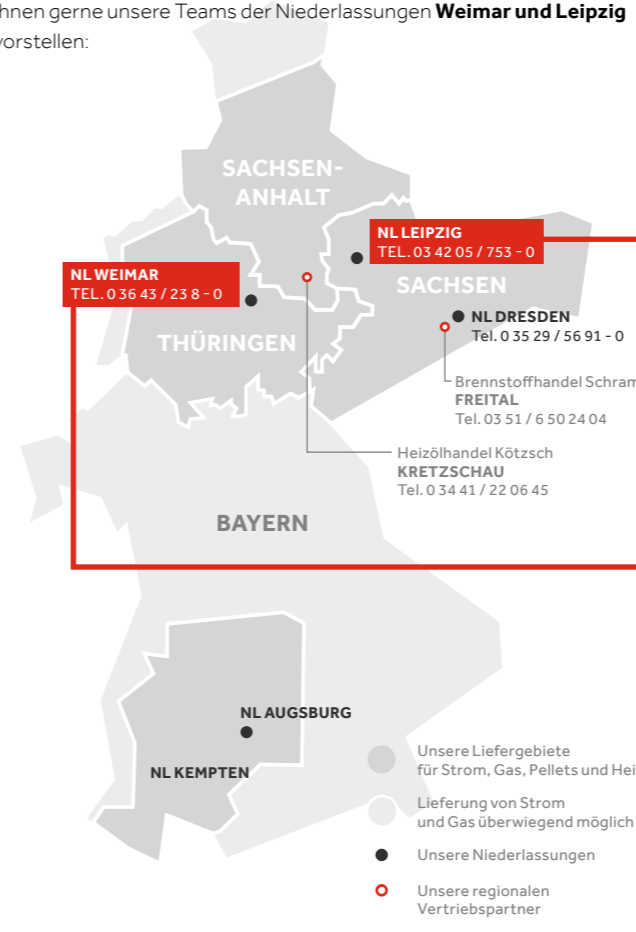 hnen gerne unsere Teams der Niederlassungen Weimar und Leipzig
vorstellen:
SACHSEN-
ANHALT
NL LEIPZIG
TEL. 03 42 05 / 753 - 0
NL WEIMAR
TEL. 0 36 43 / 23 8 - 0
SACHSEN
NL DRESDEN
Tel. 0 35 29 / 56 91 - 0
THÜRINGEN
Brennstoffhandel Schram
FREITAL
Tel. 03 51 / 6 50 24 04
Heizölhandel Kötzsch
KRETZSCHAU
Tel. 0 34 41 / 22 06 45
BAYERN
NL AUGSBURG
NL KEMPTEN
Unsere Liefergebiete
für Strom, Gas, Pellets und Hei
Lieferung von Strom
und Gas überwiegend möglich
Unsere Niederlassungen
Unsere regionalen
Vertriebspartner